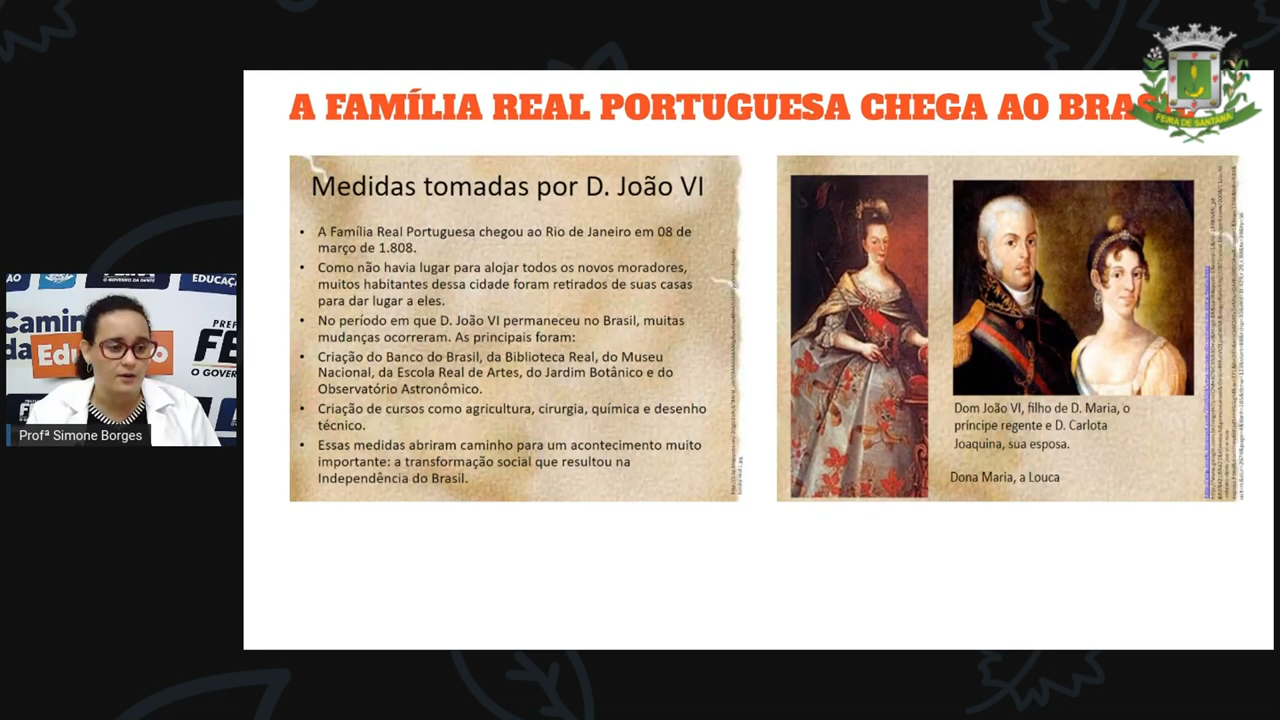 A FAMÍLIA REAL PORTUGUESA CHEGA AO
FEIRA DE SANTANA
Medidas tomadas por D. João VI
• A Família Real Portuguesa chegou ao Rio de Janeiro em 08 de
março de 1.808.
• Como não havia lugar para alojar todos os novos moradores,
muitos habitantes dessa cidade foram retirados de suas casas
para dar lugar a eles.
• No período em que D. João VI permaneceu no Brasil, muitas
mudanças ocorreram. As principais foram:
• Criação do Banco do Brasil, da Biblioteca Real, do Museu
Nacional, da Escola Real de Artes, do Jardim Botânico e do
Observatório Astronômico.
• Criação de cursos como agricultura, cirurgia, química e desenho
técnico.
• Essas medidas abriram caminho para um acontecimento muito
importante: a transformação social que resultou na
Independência do Brasil.
Dom João VI, filho de D. Maria, o
príncipe regente e D. Carlota
Joaquina, sua esposa.
Dona Maria, a Louca
O GOVERNO DA GENTE
da
Profª Simone Borges